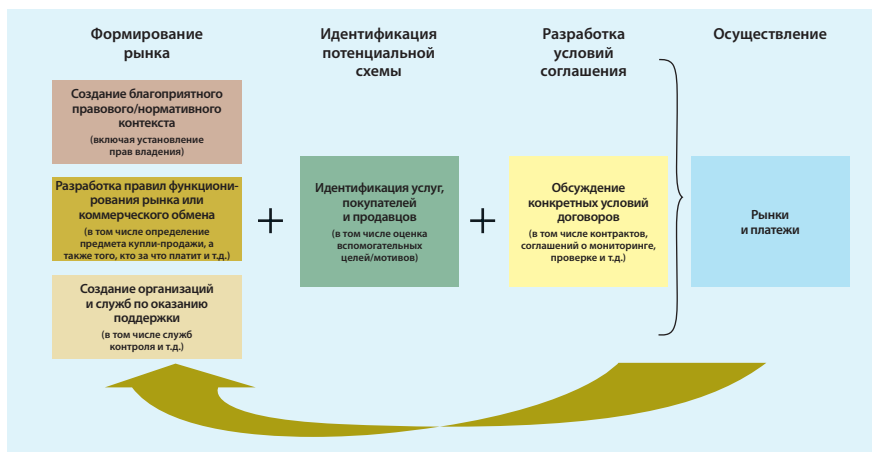 Формирование
рынка
Идентификация
потенциальной
схемы
Разработка
условий
соглашения
Осуществление
Создание благоприятного
правового/нормативного
контекста
(включая установление
прав владения)
Разработка правил функциони-
рования рынка или
коммерческого обмена
(в том числе определение
предмета купли-продажи, а
также того, кто за что платит и т.д.)
Создание организаций
и служб по оказанию
поддержки
(в том числе служб
контроля и т.д.)
+
Идентификация услуг,
покупателей
и продавцов
(в том числе оценка
вспомогательных
целей/мотивов)
+
Обсуждение
конкретных условий
договоров
(в том числе контрактов,
соглашений о мониторинге,
проверке и т.д.)
Рынки
и платежи